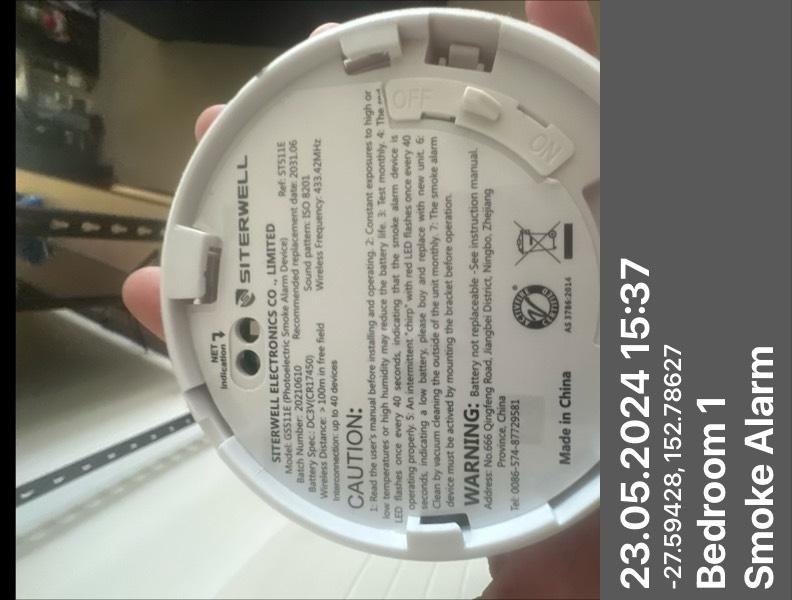 SITERWELL
NET
indication
SITERWELL ELECTRONICS CO., LIMITED
Model: GS511E (Photoelectric Smoke Alarm Device) Ref: ST511E
Batch Number: 20210610 Recommended replacement date: 2031.06
Battery Spec.: DC3V(CR17450) Sound pattern: ISO 8201
Wireless Distance: > 100m in free field Wireless Frequency: 433.42MHz
Interconnection: up to 40 devices
CAUTION:
1: Read the user's manual before installing and operating. 2: Constant exposures to high or
low temperatures or high humidity may reduce the battery life. 3: Test monthly. 4: The
LED flashes once every 40 seconds, indicating that the smoke alarm device is
operating properly. 5: An intermittent "chirp" with red LED flashes once every 40
seconds, indicating a low battery, please buy and replace with new unit. 6:
Clean by vacuum cleaning the outside of the unit monthly. 7: The smoke alarm
device must be actived by mounting the bracket before operation.
WARNING: Battery not replaceable -See instruction manual.
Address: No.666 Qingfeng Road, Jiangbei District, Ningbo, Zhejiang
Province, China
Tel: 0086-574-87729581
Made in China
ACTIVFIRE
CERTIFIED
AS 3786:2014
OFF
ON
23.05.2024 15:37
-27.59428, 152.78627
Bedroom 1
Smoke Alarm